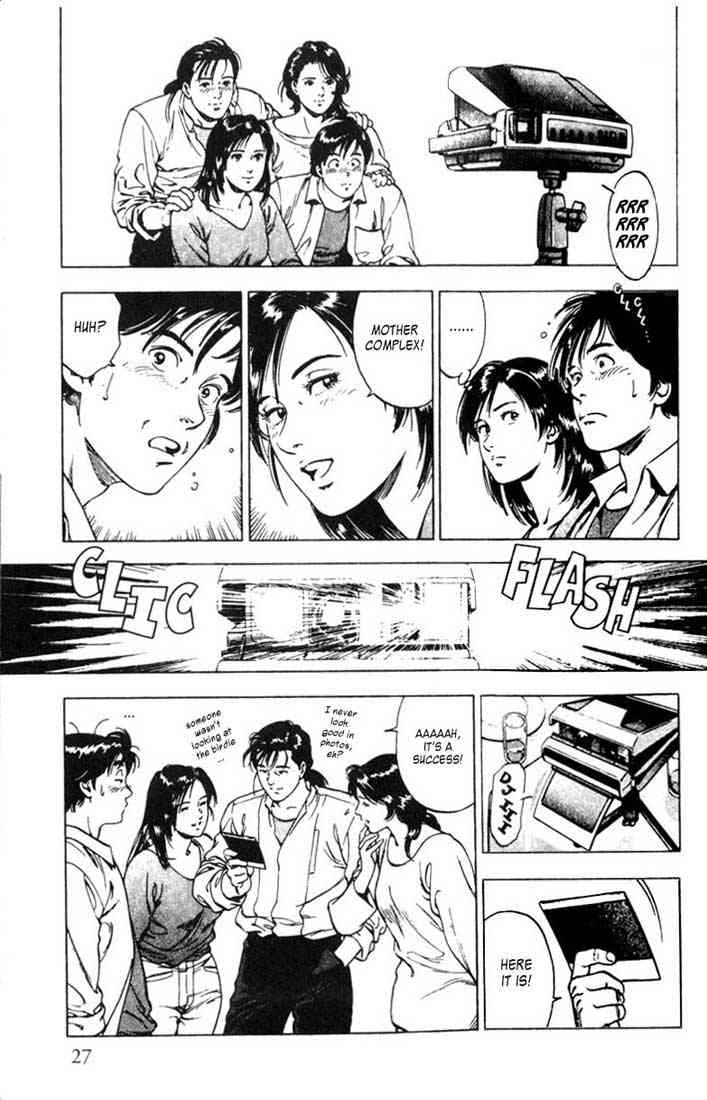 RRR
RRR
RRR
......
MOTHER
COMPLEX!
HUH?
CLIC
FLASH
HERE
IT IS!
AAAAAH,
IT'S A
SUCCESS!
I never
look
good in
photos,
eh?
someone
wasn't
looking at
the birdie
...
...
27